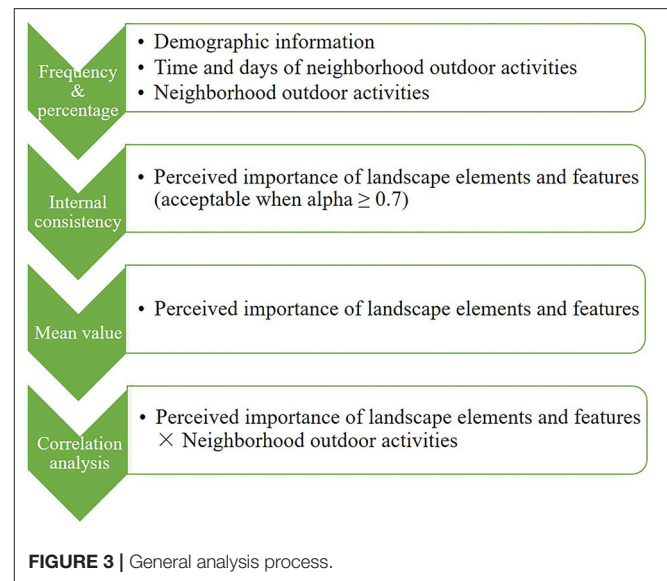 Frequency
&
percentage
• Demographic information
• Time and days of neighborhood outdoor activities
• Neighborhood outdoor activities
Internal
consistency
• Perceived importance of landscape elements and features
(acceptable when alpha ≥ 0.7)
Mean value
• Perceived importance of landscape elements and features
Correlation
analysis
• Perceived importance of landscape elements and features
× Neighborhood outdoor activities
FIGURE 3 | General analysis process.